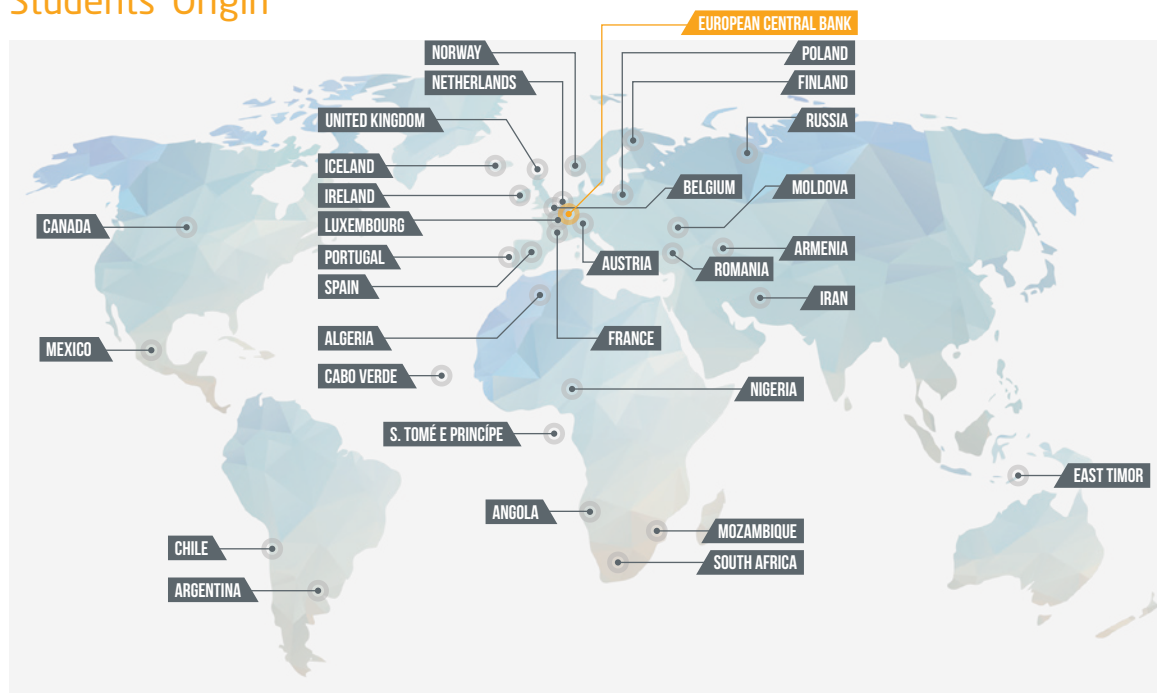 Students' Origin
EUROPEAN CENTRAL BANK
NORWAY
POLAND
NETHERLANDS
FINLAND
UNITED KINGDOM
RUSSIA
ICELAND
IRELAND
BELGIUM
MOLDOVA
LUXEMBOURG
CANADA
PORTUGAL
AUSTRIA
ROMANIA
ARMENIA
SPAIN
IRAN
ALGERIA
FRANCE
MEXICO
CABO VERDE
NIGERIA
S. TOMÉ E PRINCÍPE
EAST TIMOR
ANGOLA
MOZAMBIQUE
CHILE
SOUTH AFRICA
ARGENTINA